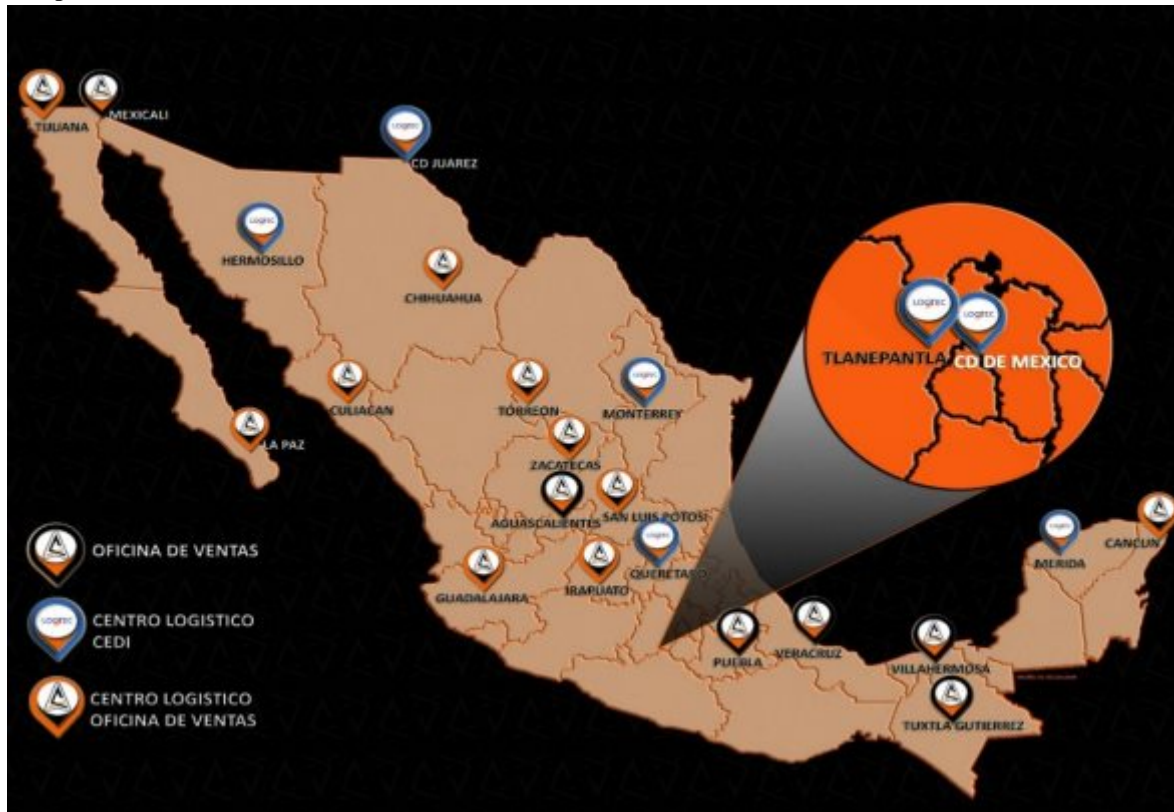 TIJUANA
MEXICALI
CD JUAREZ
HERMOSILLO
CHIHUAHUA
TLANEPANTLA
CD DE MEXICO
CULIACAN
TORREON
MONTERREY
LA PAZ
ZACATECAS
AGUASCALIENTES
SAN LUIS POTOSI
OFICINA DE VENTAS
QUERETARO
MERIDA
CANCUN
GUADALAJARA
IRAPUATO
CENTRO LOGISTICO
CEDI
PUEBLA
VERACRUZ
VILLAHERMOSA
CENTRO LOGISTICO
OFICINA DE VENTAS
TUXTLA GUTIERREZ